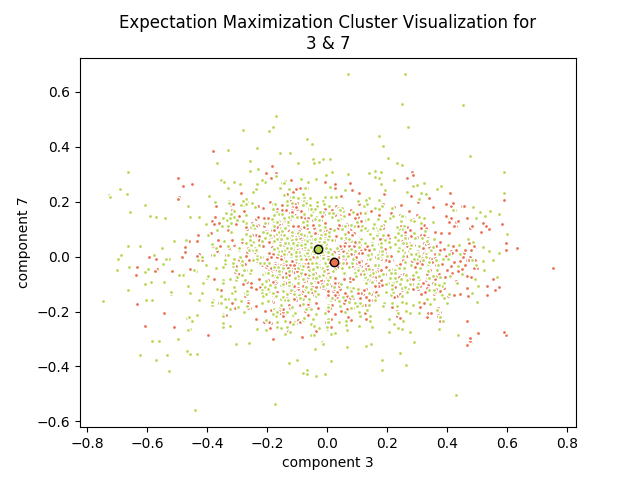 Expectation Maximization Cluster Visualization for
3 & 7
component 7
0.6
0.4
0.2
0.0
−0.2
−0.4
−0.6
−0.8 −0.6 −0.4 −0.2 0.0 0.2 0.4 0.6 0.8
component 3